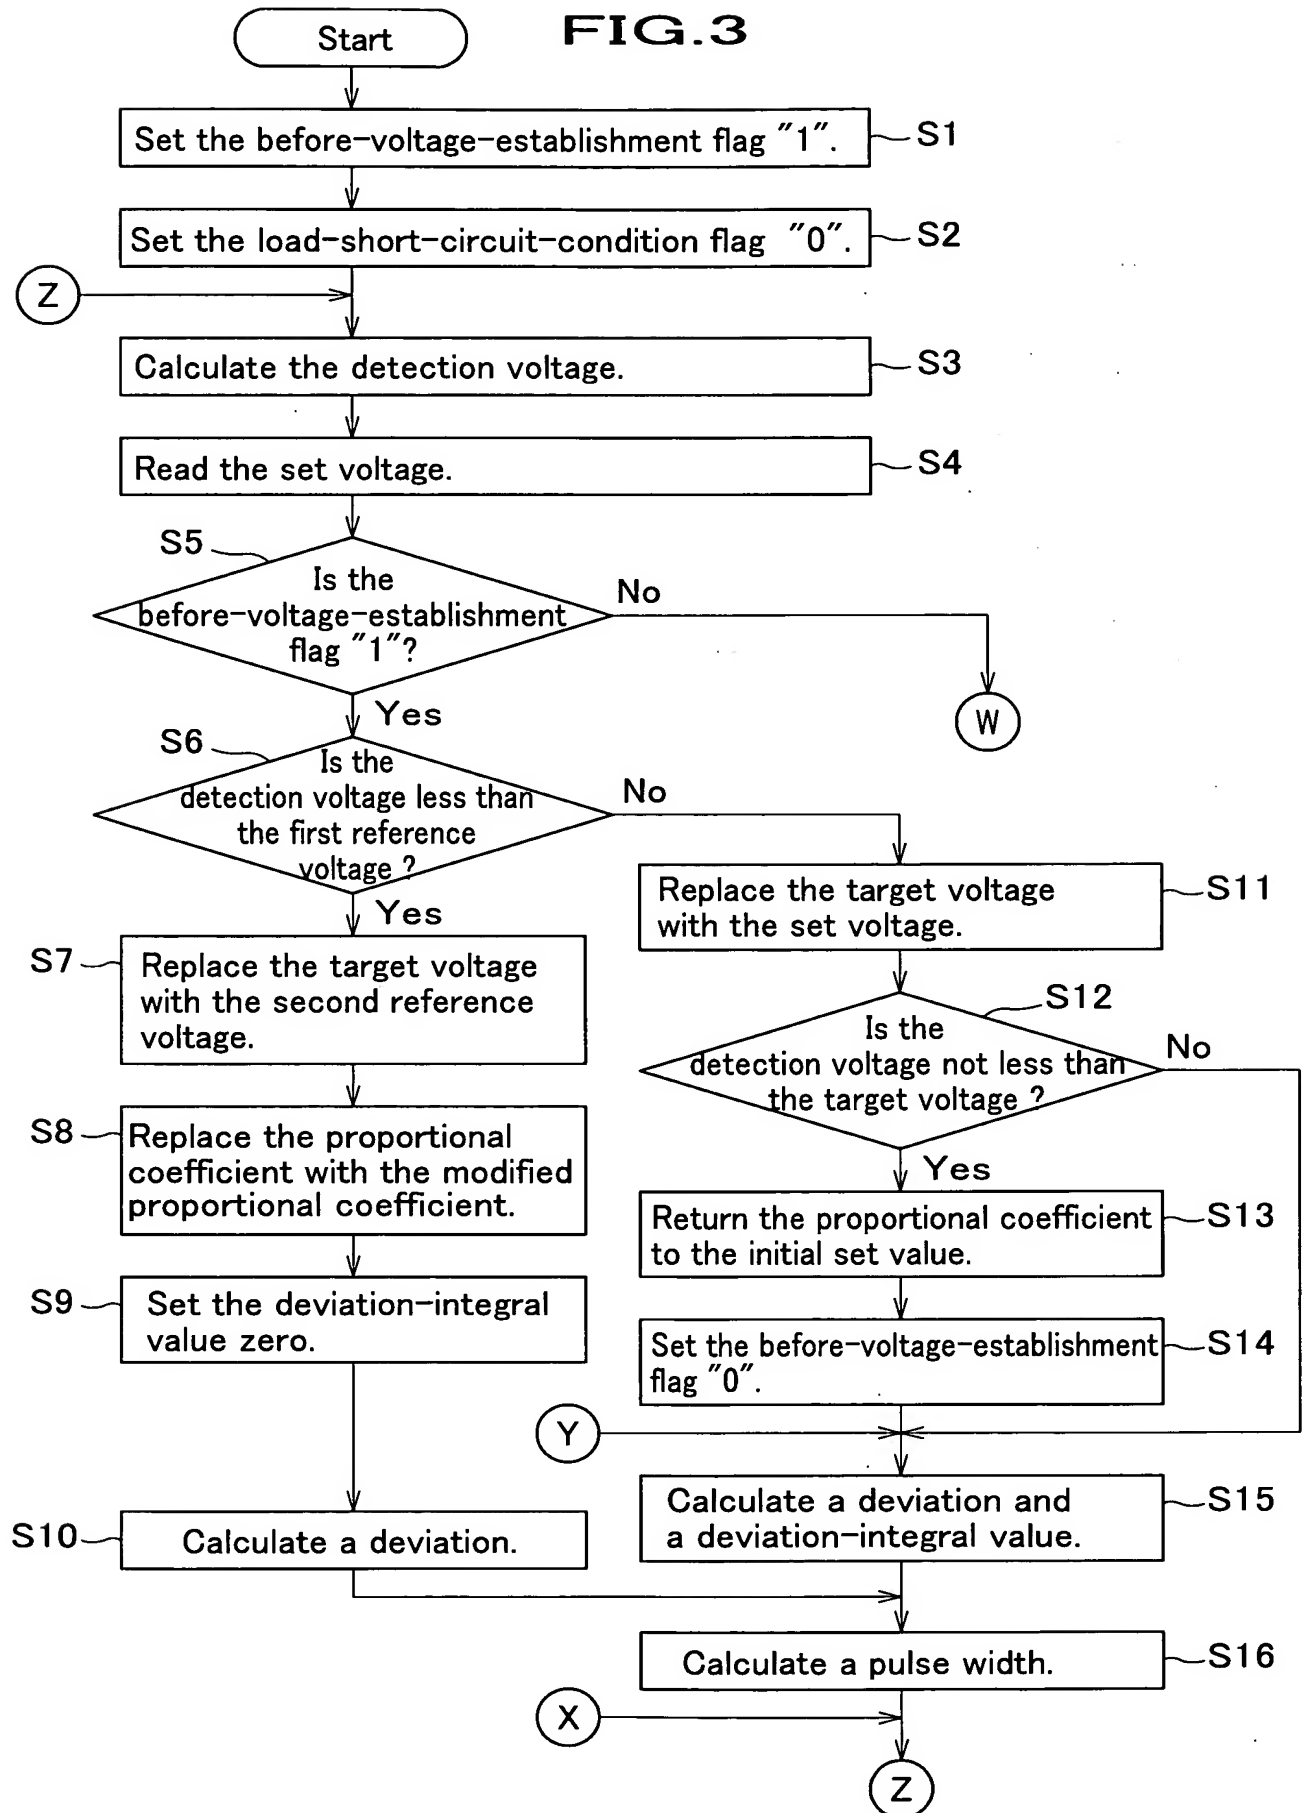 FIG.3
Start
Set the before-voltage-establishment flag "1".
S1
Set the load-short-circuit-condition flag "0".
S2
Z
Calculate the detection voltage.
S3
Read the set voltage.
S4
S5
Is the
before-voltage-establishment
flag "1"?
No
W
Yes
S6
Is the
detection voltage less than
the first reference
voltage ?
No
Yes
S7
Replace the target voltage
with the second reference
voltage.
S8
Replace the proportional
coefficient with the modified
proportional coefficient.
S9
Set the deviation-integral
value zero.
S10
Calculate a deviation.
Replace the target voltage
with the set voltage.
S11
S12
Is the
detection voltage not less than
the target voltage ?
No
Yes
Return the proportional coefficient
to the initial set value.
S13
Set the before-voltage-establishment
flag "0".
S14
Y
Calculate a deviation and
a deviation-integral value.
S15
Calculate a pulse width.
S16
X
Z